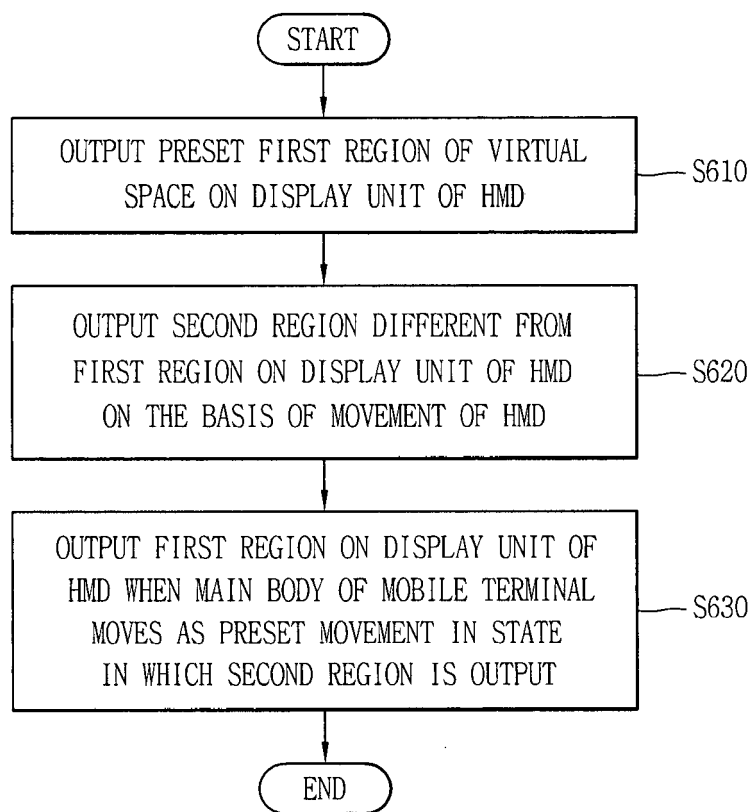 START
OUTPUT PRESET FIRST REGION OF VIRTUAL
SPACE ON DISPLAY UNIT OF HMD
S610
OUTPUT SECOND REGION DIFFERENT FROM
FIRST REGION ON DISPLAY UNIT OF HMD
ON THE BASIS OF MOVEMENT OF HMD
S620
OUTPUT FIRST REGION ON DISPLAY UNIT OF
HMD WHEN MAIN BODY OF MOBILE TERMINAL
MOVES AS PRESET MOVEMENT IN STATE
IN WHICH SECOND REGION IS OUTPUT
S630
END